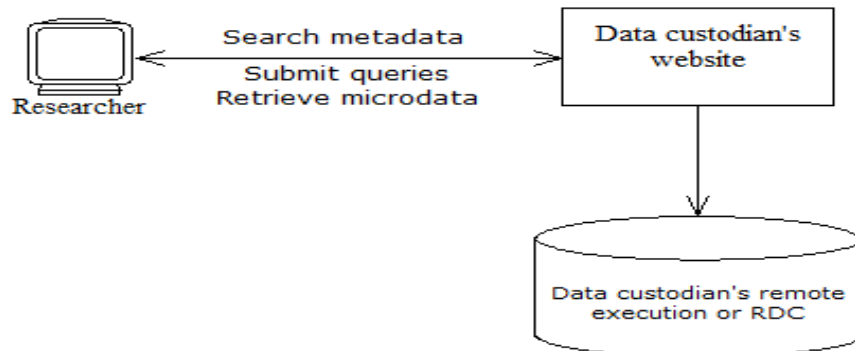 Search metadata
Submit queries
Retrieve microdata
Researcher
Data custodian's
website
Data custodian's remote
execution or RDC